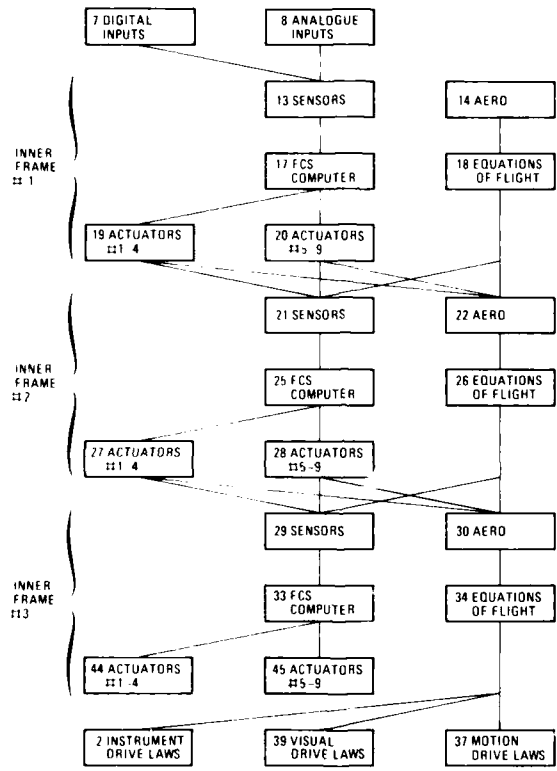 7 DIGITAL
INPUTS
8 ANALOGUE
INPUTS
13 SENSORS
14 AERO
INNER
FRAME
#1
17 FCS
COMPUTER
18 EQUATIONS
OF FLIGHT
19 ACTUATORS
#1-4
20 ACTUATORS
#5-9
21 SENSORS
22 AERO
INNER
FRAME
#2
25 FCS
COMPUTER
26 EQUATIONS
OF FLIGHT
27 ACTUATORS
#1-4
28 ACTUATORS
#5-9
29 SENSORS
30 AERO
INNER
FRAME
#3
33 FCS
COMPUTER
34 EQUATIONS
OF FLIGHT
44 ACTUATORS
#1-4
45 ACTUATORS
#5-9
2 INSTRUMENT
DRIVE LAWS
39 VISUAL
DRIVE LAWS
37 MOTION
DRIVE LAWS